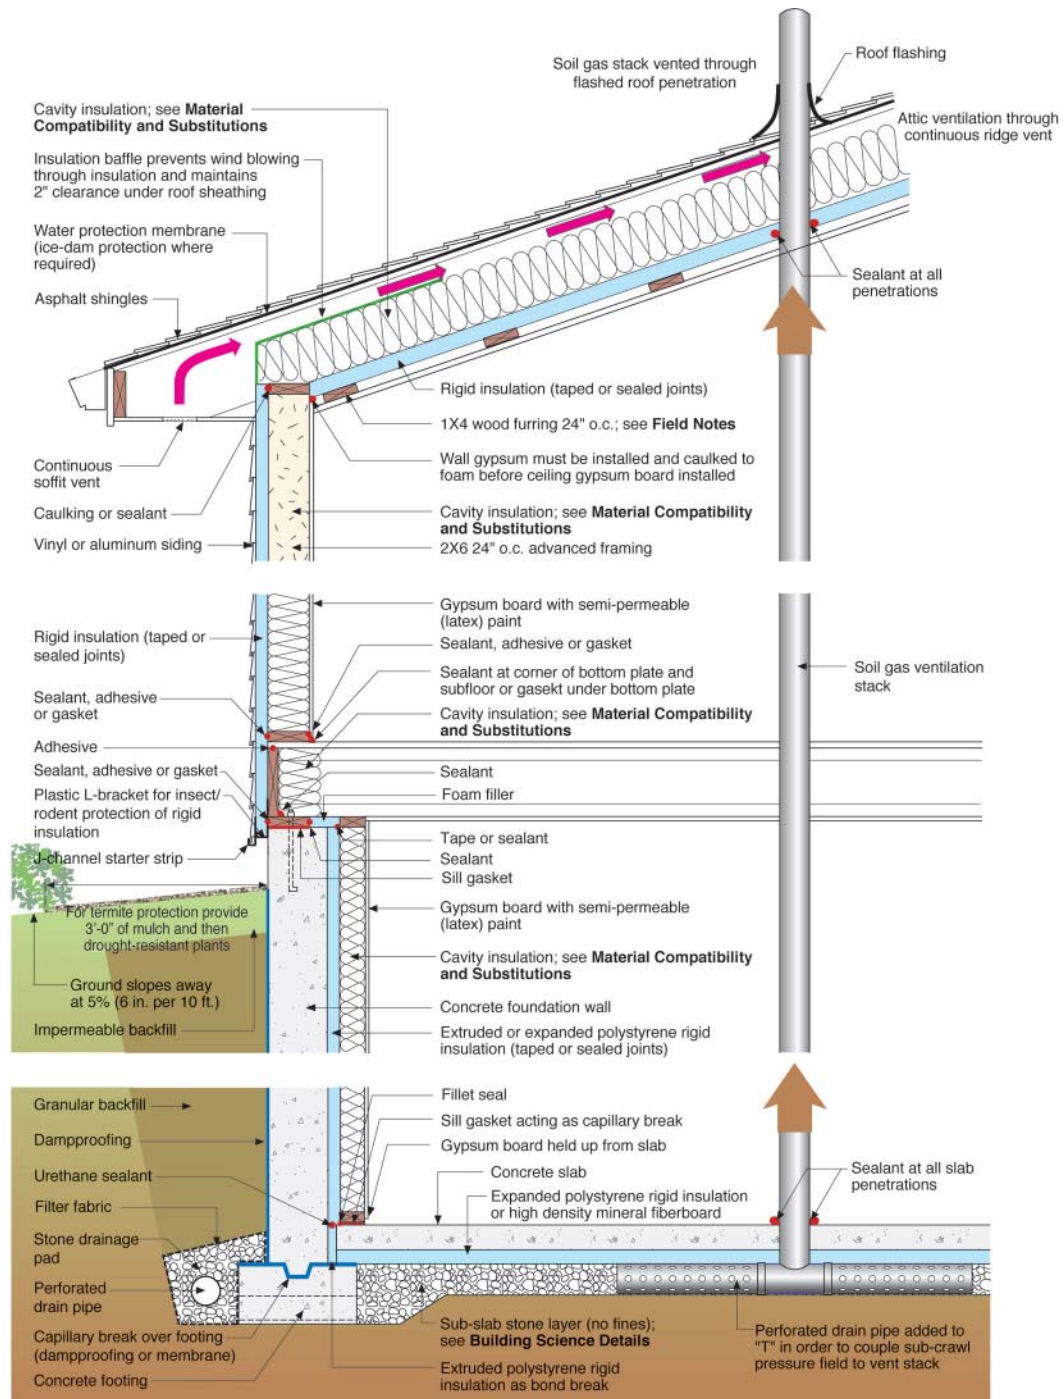 Soil gas stack vented through
flashed roof penetration
Roof flashing
Cavity insulation; see Material
Compatibility and Substitutions
Attic ventilation through
continuous ridge vent
Insulation baffle prevents wind blowing
through insulation and maintains
2" clearance under roof sheathing
Water protection membrane
(ice-dam protection where
required)
Asphalt shingles
Sealant at all
penetrations
Rigid insulation (taped or sealed joints)
1X4 wood furring 24" o.c.; see Field Notes
Continuous
soffit vent
Wall gypsum must be installed and caulked to
foam before ceiling gypsum board installed
Caulking or sealant
Cavity insulation; see Material Compatibility
and Substitutions
Vinyl or aluminum siding
2X6 24" o.c. advanced framing
Gypsum board with semi-permeable
(latex) paint
Rigid insulation (taped or
sealed joints)
Sealant, adhesive or gasket
Sealant at corner of bottom plate and
subfloor or gasekt under bottom plate
Soil gas ventilation
stack
Sealant, adhesive
or gasket
Cavity insulation; see Material Compatibility
and Substitutions
Adhesive
Sealant, adhesive or gasket
Sealant
Plastic L-bracket for insect/
rodent protection of rigid
insulation
Foam filler
Tape or sealant
J-channel starter strip
Sealant
Sill gasket
For termite protection provide
3'-0" of mulch and then
drought-resistant plants
Gypsum board with semi-permeable
(latex) paint
Cavity insulation; see Material Compatibility
and Substitutions
Ground slopes away
at 5% (6 in. per 10 ft.)
Concrete foundation wall
Impermeable backfill
Extruded or expanded polystyrene rigid
insulation (taped or sealed joints)
Granular backfill
Fillet seal
Sill gasket acting as capillary break
Dampproofing
Gypsum board held up from slab
Urethane sealant
Concrete slab
Sealant at all slab
penetrations
Filter fabric
Expanded polystyrene rigid insulation
or high density mineral fiberboard
Stone drainage
pad
Perforated
drain pipe
Sub-slab stone layer (no fines);
see Building Science Details
Perforated drain pipe added to
"T" in order to couple sub-crawl
pressure field to vent stack
Capillary break over footing
(dampproofing or membrane)
Extruded polystyrene rigid
insulation as bond break
Concrete footing